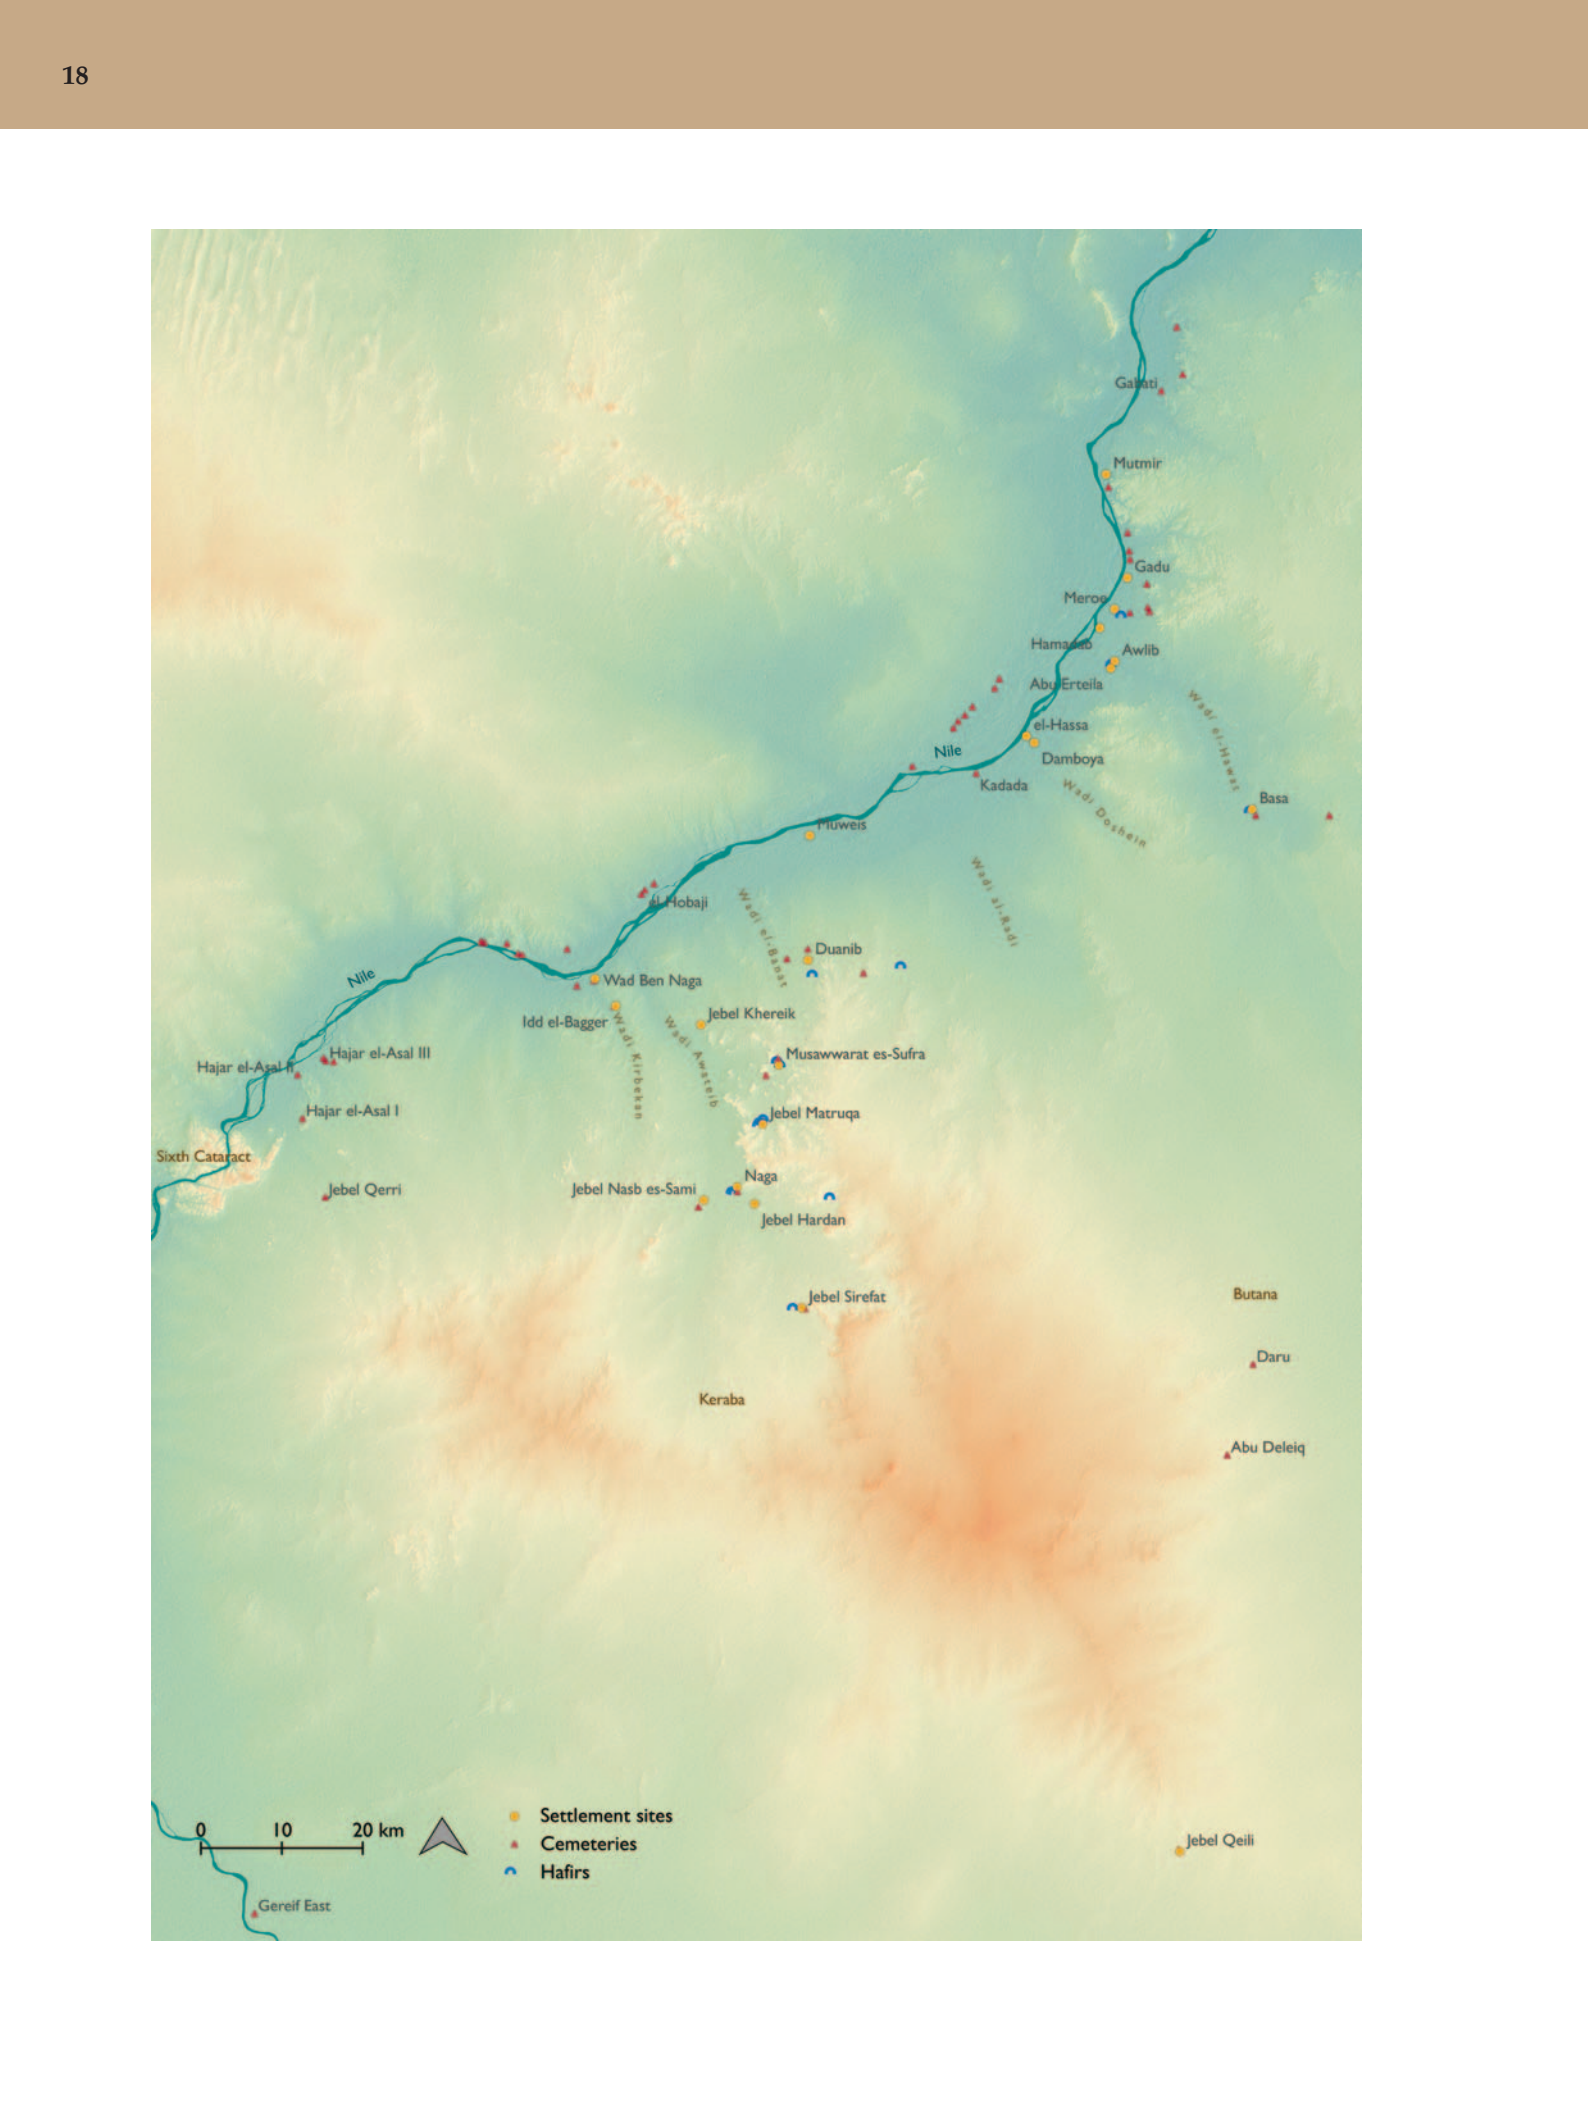 18
Gabati
Mutmir
Gadu
Meroe
Hamadab
Awlib
Abu Erteila
Wadi el-Hawat
el-Hassa
Nile
Damboya
Kadada
Wadi Doshein
Basa
Muweis
Wadi al-Radi
el-Hobaji
Wadi el-Banat
Duanib
Nile
Wad Ben Naga
Jebel Khereik
Idd el-Bagger
Wadi Kirbekan
Wadi Awateib
Hajar el-Asal III
Musawwarat es-Sufra
Hajar el-Asal II
Hajar el-Asal I
Jebel Matruqa
Sixth Cataract
Naga
Jebel Qerri
Jebel Nasb es-Sami
Jebel Hardan
Butana
Jebel Sirefat
Daru
Keraba
Abu Deleiq
0 10 20 km
Settlement sites
Cemeteries
Hafirs
Jebel Qeili
Gereif East